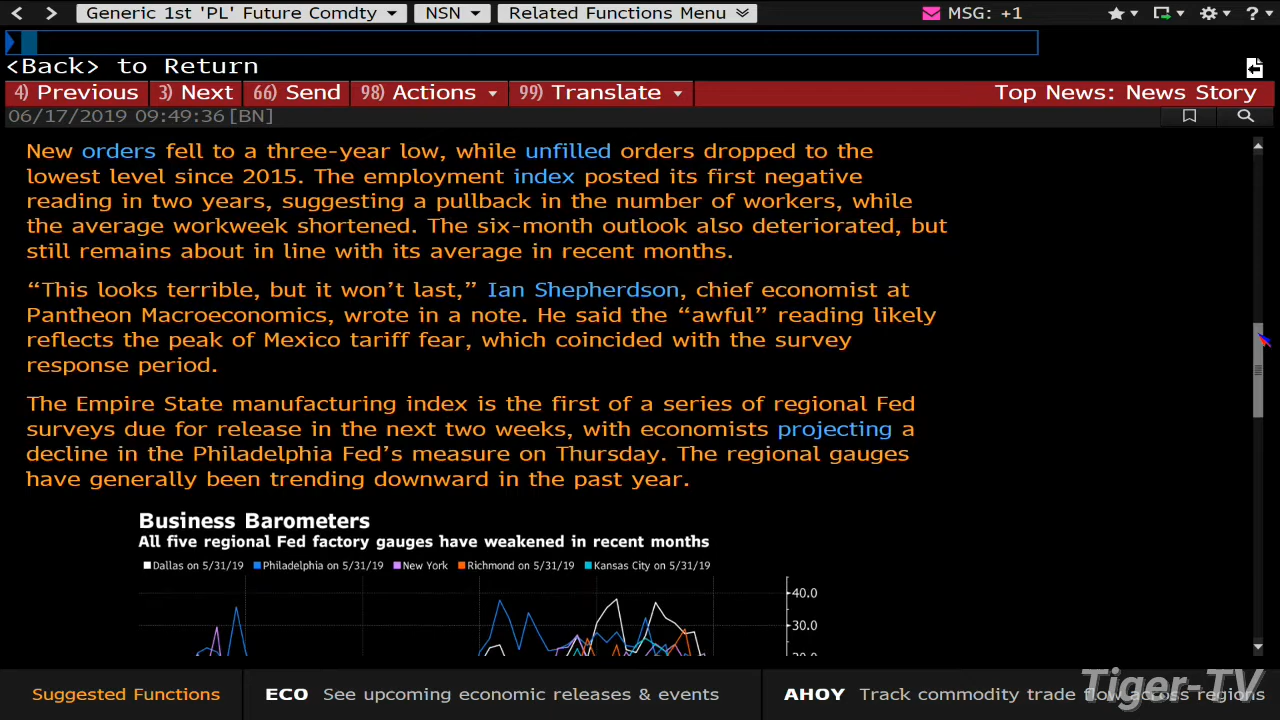 Generic 1st 'PL' Future Comdty NSN Related Functions Menu MSG: +1 ?
<Back> to Return
4) Previous 3) Next 66) Send 98) Actions 99) Translate Top News: News Story
06/17/2019 09:49:36 [BN]
New orders fell to a three-year low, while unfilled orders dropped to the
lowest level since 2015. The employment index posted its first negative
reading in two years, suggesting a pullback in the number of workers, while
the average workweek shortened. The six-month outlook also deteriorated, but
still remains about in line with its average in recent months.
“This looks terrible, but it won’t last,” Ian Shepherdson, chief economist at
Pantheon Macroeconomics, wrote in a note. He said the “awful” reading likely
reflects the peak of Mexico tariff fear, which coincided with the survey
response period.
The Empire State manufacturing index is the first of a series of regional Fed
surveys due for release in the next two weeks, with economists projecting a
decline in the Philadelphia Fed’s measure on Thursday. The regional gauges
have generally been trending downward in the past year.
Business Barometers
All five regional Fed factory gauges have weakened in recent months
Dallas on 5/31/19 Philadelphia on 5/31/19 New York Richmond on 5/31/19 Kansas City on 5/31/19
40.0
30.0
Suggested Functions ECO See upcoming economic releases & events AHOY Track commodity trade flow across regions
Tiger-TV